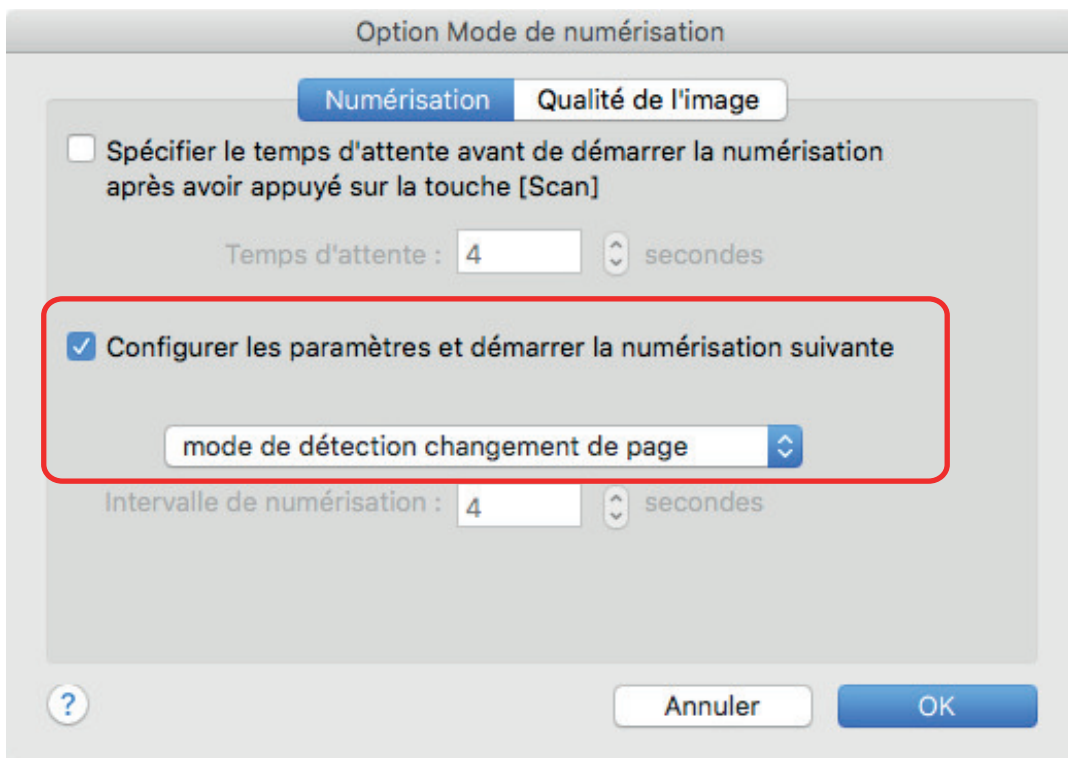 Option Mode de numérisation
Numérisation Qualité de l'image
Spécifier le temps d'attente avant de démarrer la numérisation
après avoir appuyé sur la touche [Scan]
Temps d'attente : 4 secondes
Configurer les paramètres et démarrer la numérisation suivante
mode de détection changement de page
Intervalle de numérisation : 4 secondes
? Annuler OK